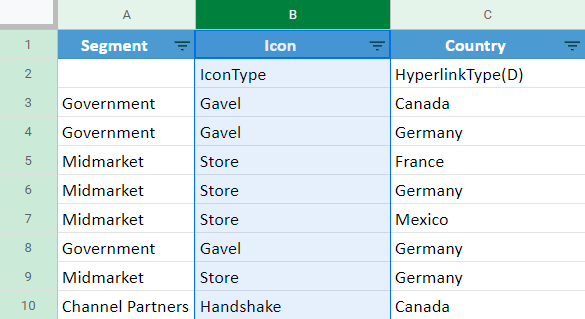 A B C
1 Segment Icon Country
2 IconType HyperlinkType(D)
3 Government Gavel Canada
4 Government Gavel Germany
5 Midmarket Store France
6 Midmarket Store Germany
7 Midmarket Store Mexico
8 Government Gavel Germany
9 Midmarket Store Germany
10 Channel Partners Handshake Canada